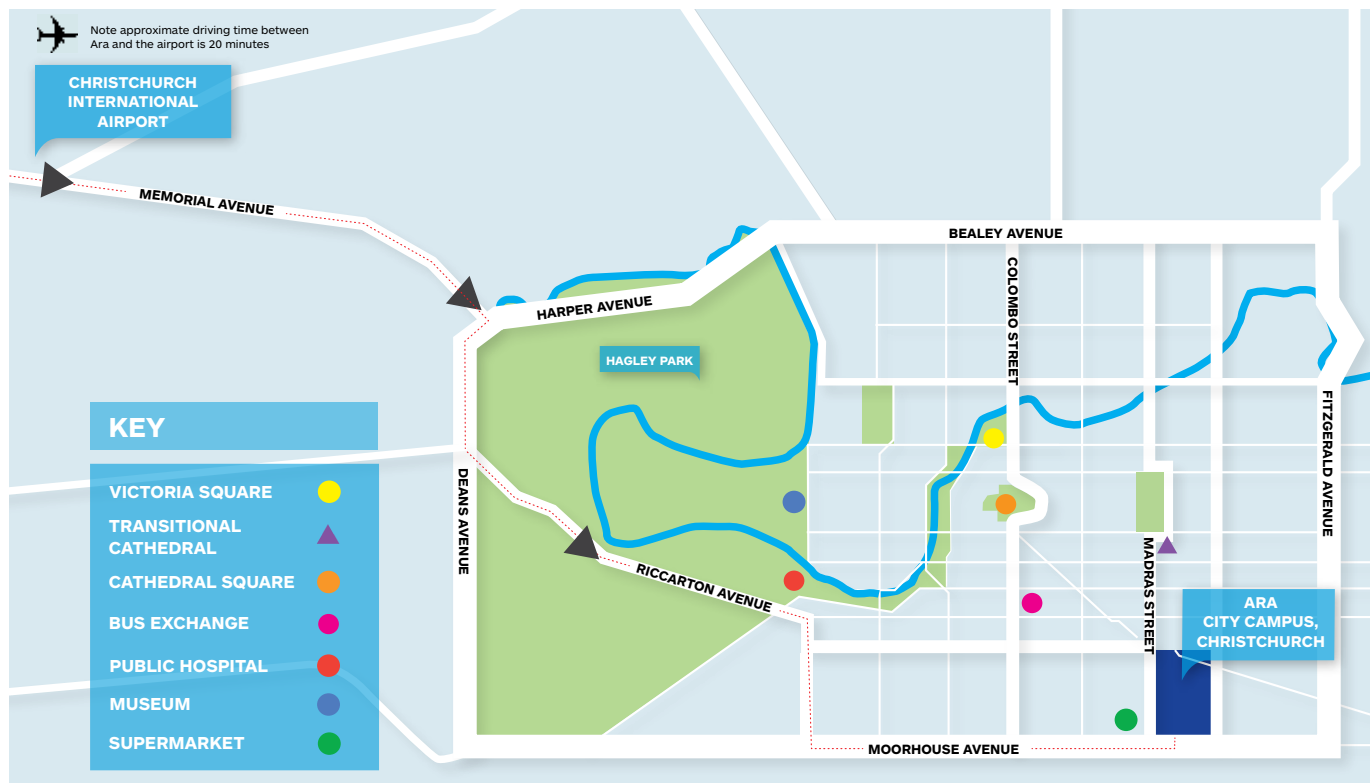 Note approximate driving time between
Ara and the airport is 20 minutes
CHRISTCHURCH
INTERNATIONAL
AIRPORT
MEMORIAL AVENUE
BEALEY AVENUE
COLOMBO STREET
HARPER AVENUE
HAGLEY PARK
FITZGERALD AVENUE
DEANS AVENUE
RICCARTON AVENUE
MADRAS STREET
ARA
CITY CAMPUS,
CHRISTCHURCH
MOORHOUSE AVENUE
KEY
VICTORIA SQUARE
TRANSITIONAL
CATHEDRAL
CATHEDRAL SQUARE
BUS EXCHANGE
PUBLIC HOSPITAL
MUSEUM
SUPERMARKET